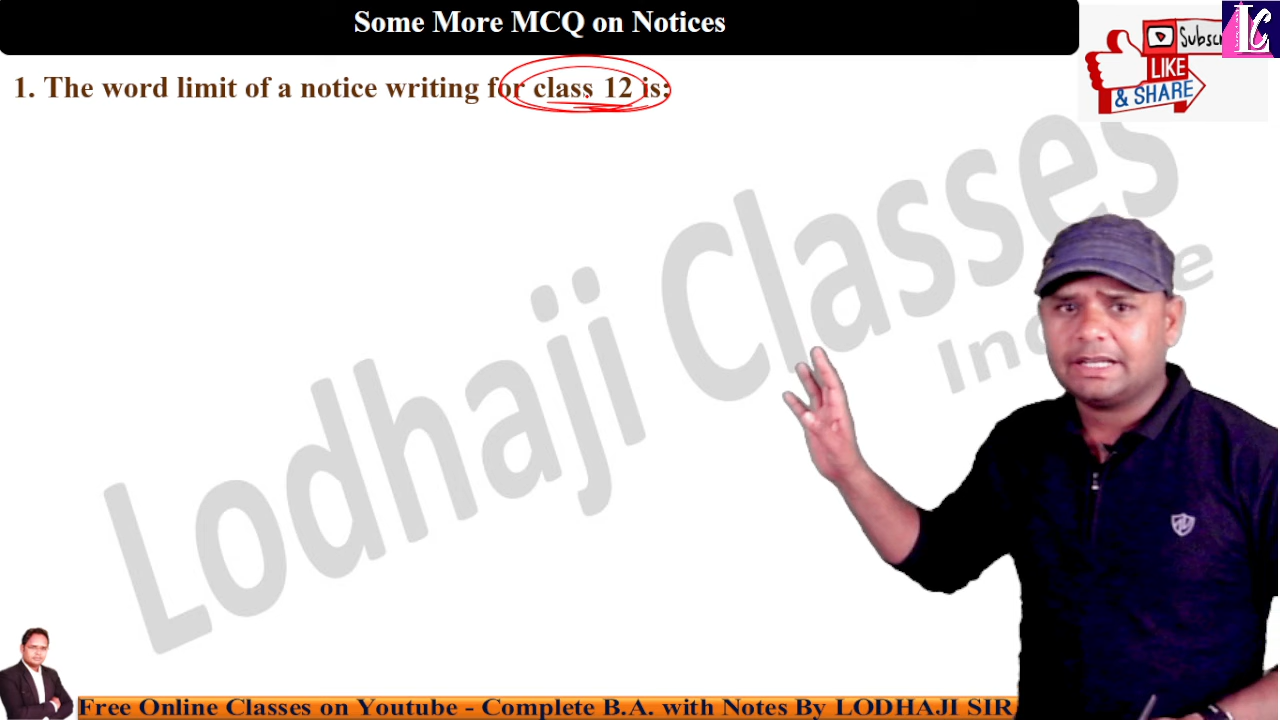 Some More MCQ on Notices
1. The word limit of a notice writing for class 12 is:
LIKE
& SHARE
LC
Lodhaji Classes
Free Online Classes on Youtube - Complete B.A. with Notes By LODHAJI SIR